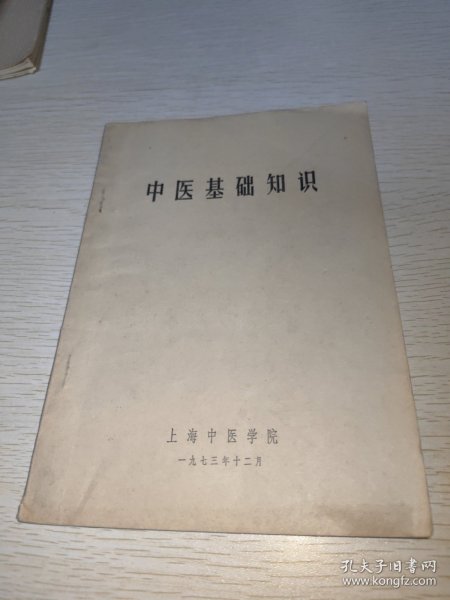 中医基础知识
上海中医学院
一九七三年十二月
孔夫子旧书网
www.kongfz.com